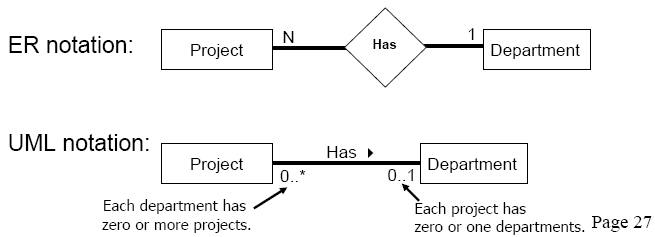 ER notation:
Project
N
Has
1
Department
UML notation:
Project
Has
0..*
0..1
Department
Each department has
zero or more projects.
Each project has
zero or one departments.
Page 27